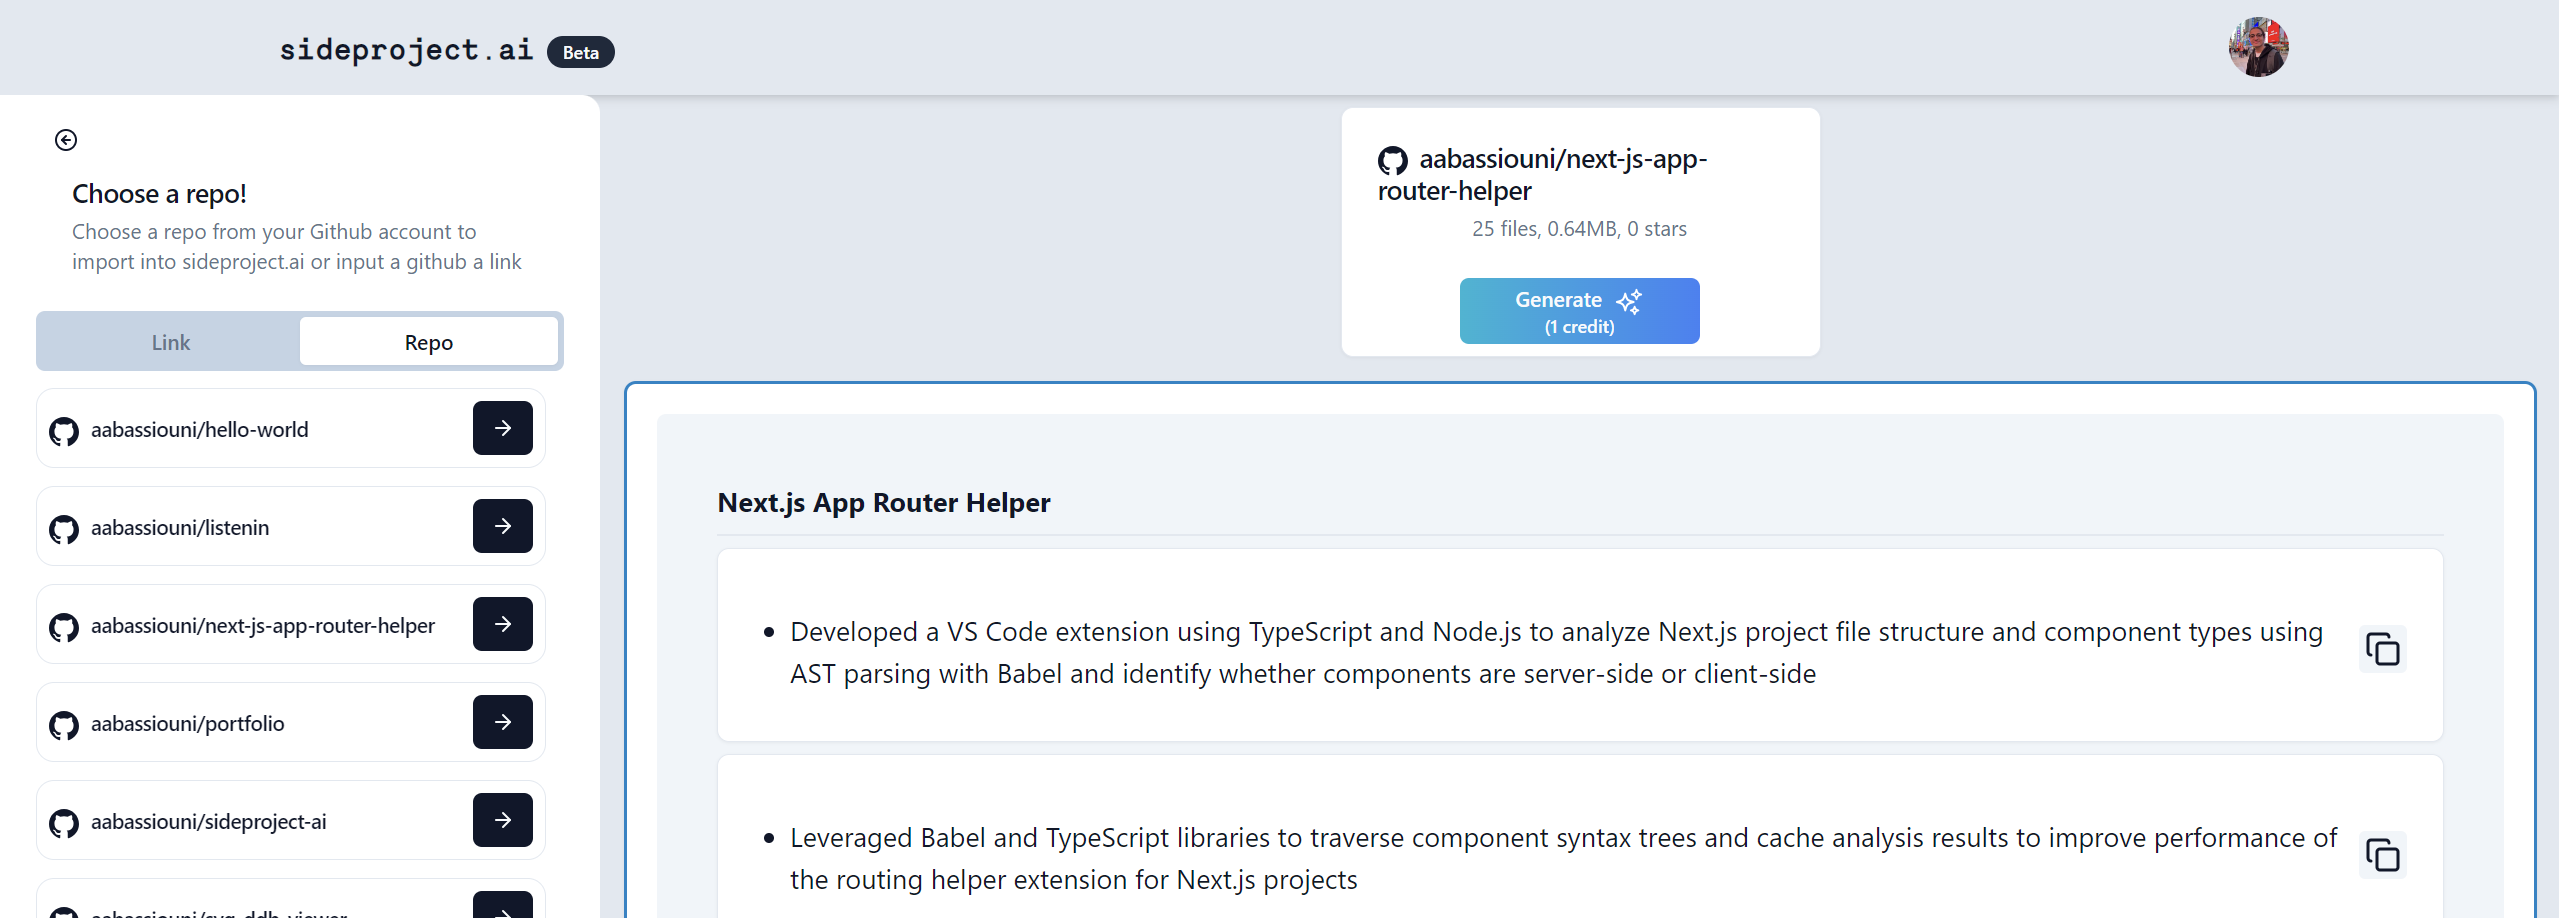 sideproject.ai Beta
Choose a repo!
Choose a repo from your Github account to
import into sideproject.ai or input a github a link
Link Repo
aabassiouni/hello-world
aabassiouni/listenin
aabassiouni/next-js-app-router-helper
aabassiouni/portfolio
aabassiouni/sideproject-ai
aabassiouni/next-js-app-
router-helper
25 files, 0.64MB, 0 stars
Generate
(1 credit)
Next.js App Router Helper
Developed a VS Code extension using TypeScript and Node.js to analyze Next.js project file structure and component types using
AST parsing with Babel and identify whether components are server-side or client-side
Leveraged Babel and TypeScript libraries to traverse component syntax trees and cache analysis results to improve performance of
the routing helper extension for Next.js projects